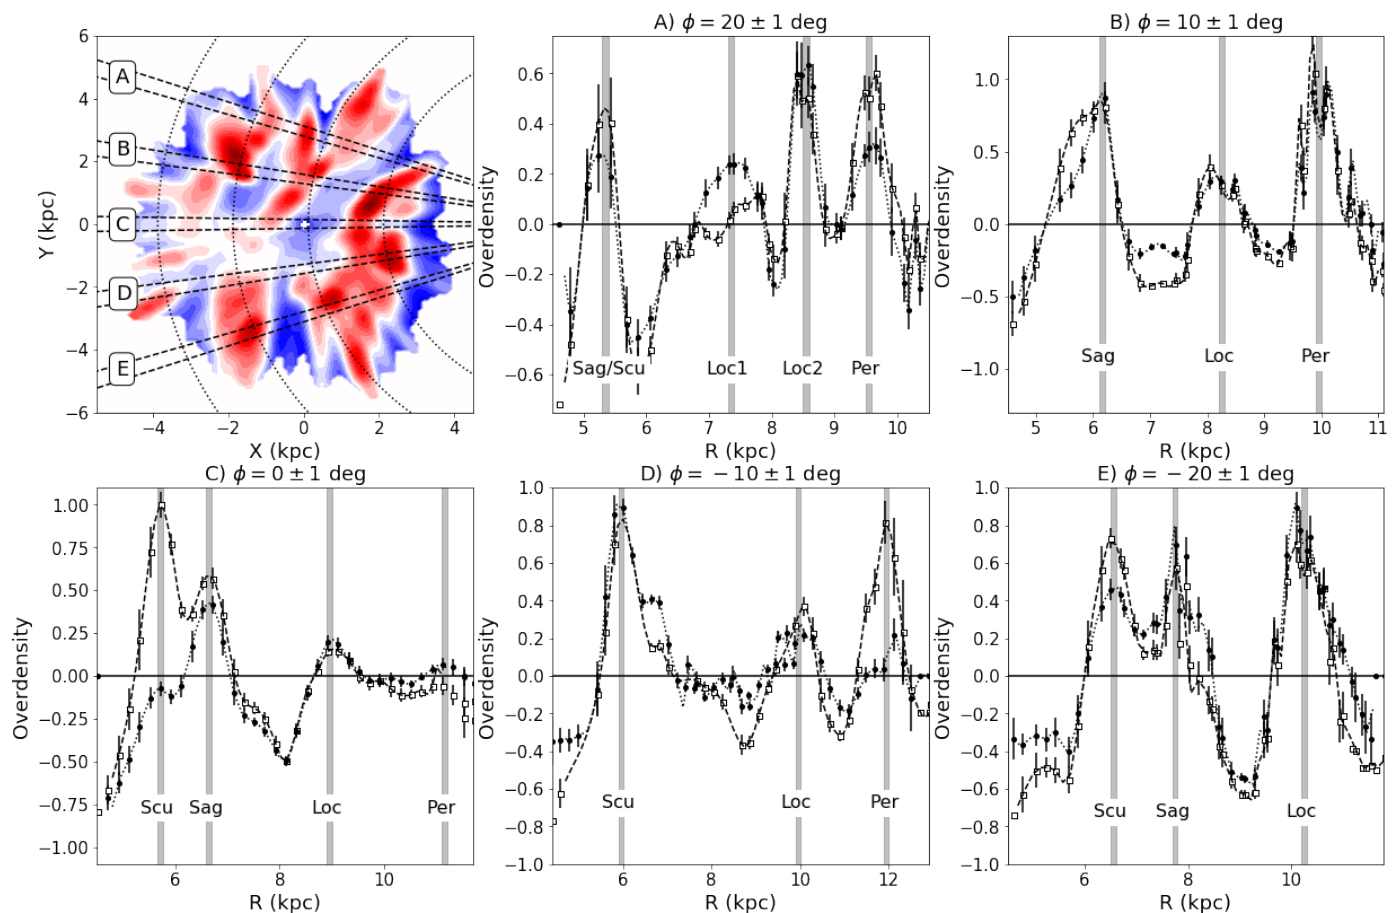 A) ϕ = 20 ± 1 deg
B) ϕ = 10 ± 1 deg
6
4
2
0
−2
−4
−6
Y (kpc)
A
B
C
D
E
−4
−2
0
2
4
X (kpc)
0.6
0.4
0.2
0.0
−0.2
−0.4
−0.6
Overdensity
Sag/Scu
Loc1
Loc2
Per
5
6
7
8
9
10
R (kpc)
1.0
0.5
0.0
−0.5
−1.0
Overdensity
Sag
Loc
Per
5
6
7
8
9
10
11
R (kpc)
C) ϕ = 0 ± 1 deg
D) ϕ = −10 ± 1 deg
E) ϕ = −20 ± 1 deg
1.00
0.75
0.50
0.25
0.00
−0.25
−0.50
−0.75
−1.00
Overdensity
Scu
Sag
Loc
Per
6
8
10
R (kpc)
1.0
0.8
0.6
0.4
0.2
0.0
−0.2
−0.4
−0.6
−0.8
−1.0
Overdensity
Scu
Loc
Per
6
8
10
12
R (kpc)
1.0
0.8
0.6
0.4
0.2
0.0
−0.2
−0.4
−0.6
−0.8
−1.0
Overdensity
Scu
Sag
Loc
6
8
10
R (kpc)